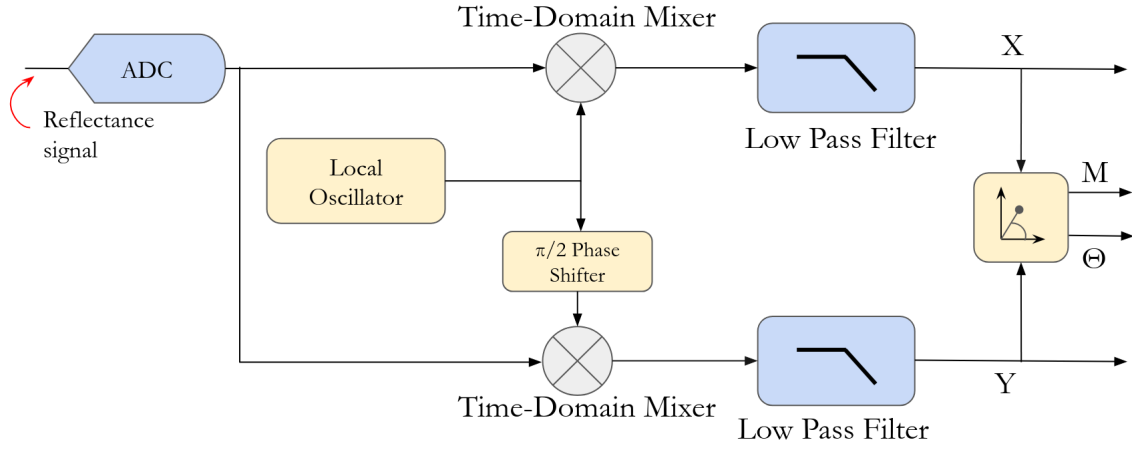 Time-Domain Mixer
ADC
X
Reflectance
signal
Low Pass Filter
Local
Oscillator
M
π/2 Phase
Shifter
Θ
Time-Domain Mixer
Y
Low Pass Filter